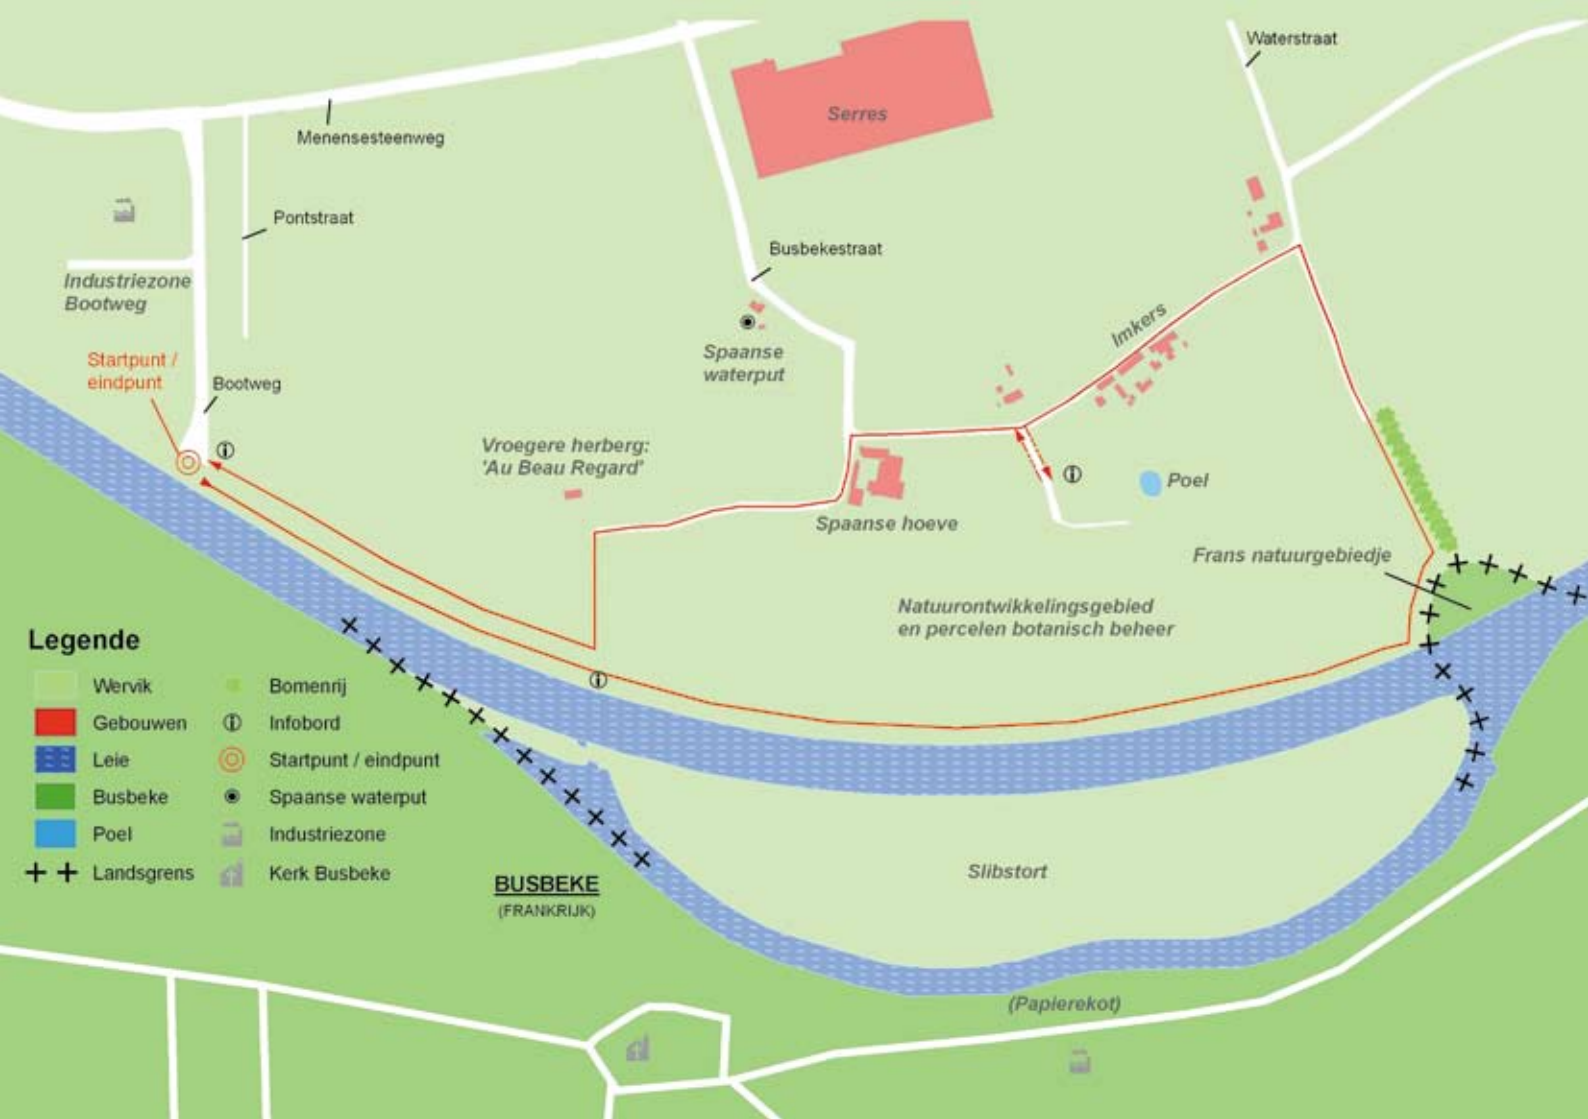 Waterstraat
Serres
Menensesteenweg
Pontstraat
Busbekestraat
Industriezone
Bootweg
Imkers
Startpunt /
eindpunt
Bootweg
Spaanse
waterput
Vroegere herberg:
'Au Beau Regard'
Poel
Spaanse hoeve
Frans natuurgebiedje
Natuurontwikkelingsgebied
en percelen botanisch beheer
Legende
Wervik
Gebouwen
Leie
Busbeke
Poel
Landsgrens
Bomenrij
Infobord
Startpunt / eindpunt
Spaanse waterput
Industriezone
Kerk Busbeke
BUSBEKE
(FRANKRIJK)
Slibstort
(Papierekot)